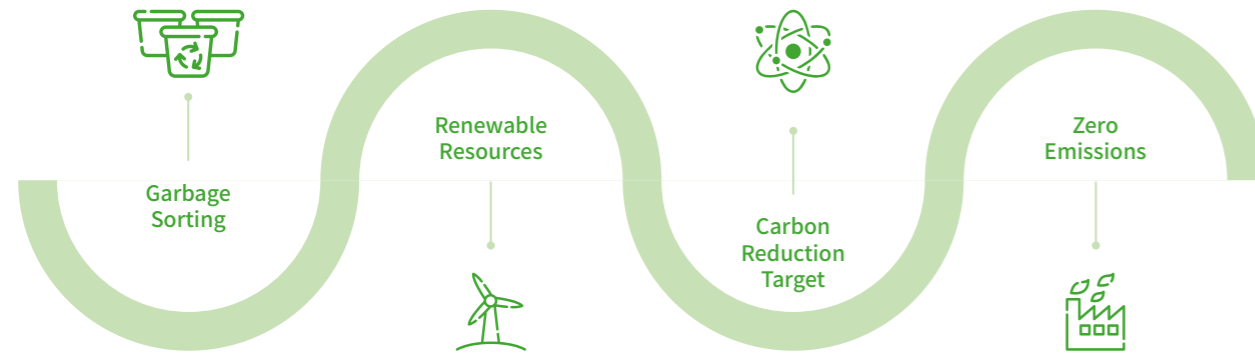 Garbage
Sorting
Renewable
Resources
Carbon
Reduction
Target
Zero
Emissions